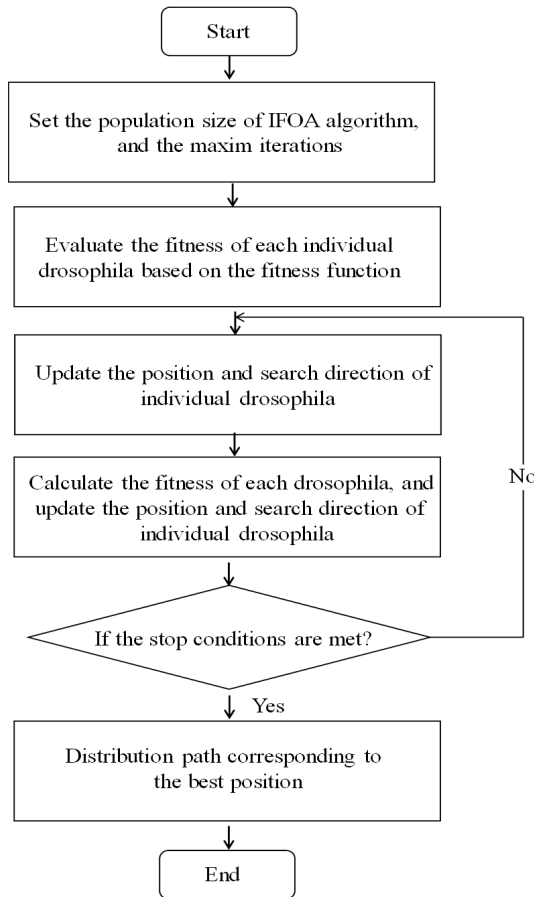 Start
Set the population size of IFOA algorithm,
and the maxim iterations
Evaluate the fitness of each individual
drosophila based on the fitness function
Update the position and search direction of
individual drosophila
Calculate the fitness of each drosophila, and
update the position and search direction of
individual drosophila
No
If the stop conditions are met?
Yes
Distribution path corresponding to
the best position
End